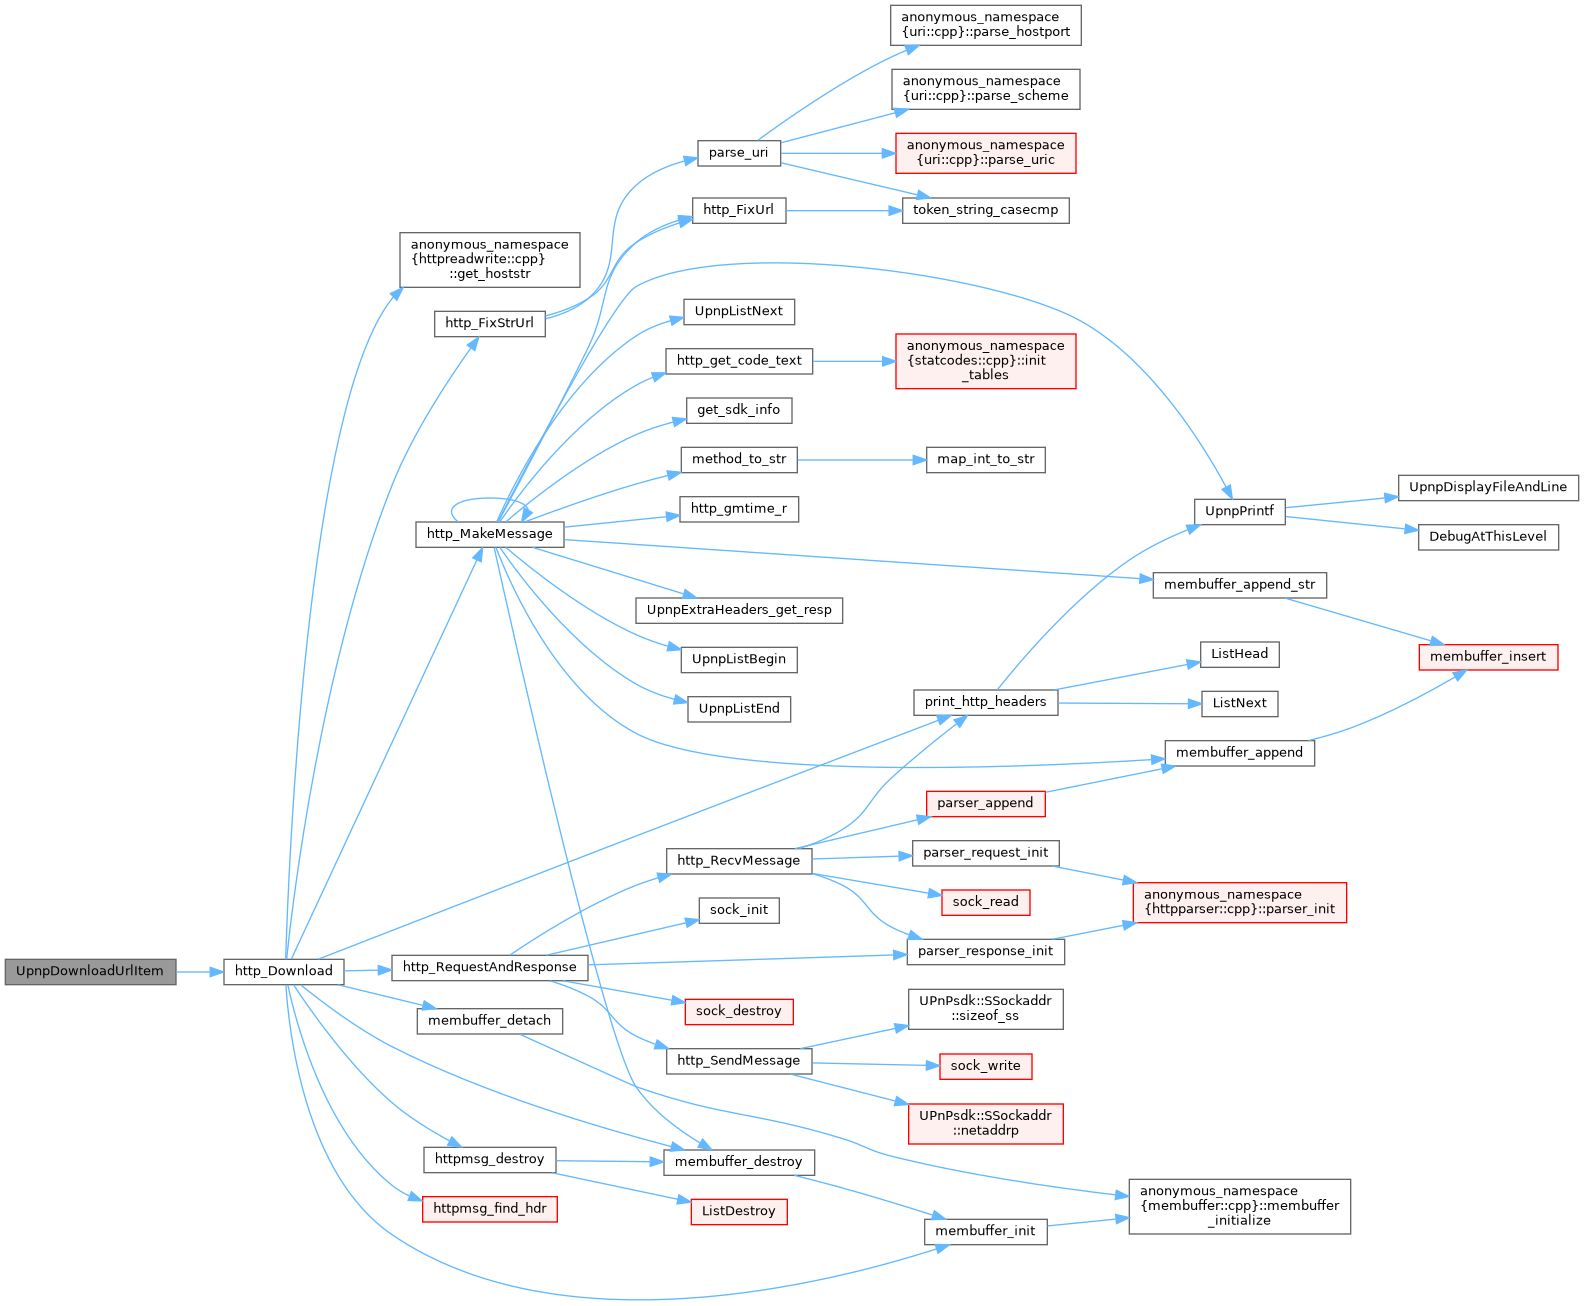 anonymous_namespace
{uri::cpp}::parse_hostport
anonymous_namespace
{uri::cpp}::parse_scheme
parse_uri
anonymous_namespace
{uri::cpp}::parse_uric
http_FixUrl
token_string_casecmp
anonymous_namespace
{httpreadwrite::cpp}
::get_hoststr
http_FixStrUrl
UpnpListNext
http_get_code_text
anonymous_namespace
{statcodes::cpp}::init
_tables
get_sdk_info
method_to_str
map_int_to_str
UpnpDisplayFileAndLine
http_gmtime_r
UpnpPrintf
http_MakeMessage
DebugAtThisLevel
membuffer_append_str
UpnpExtraHeaders_get_resp
UpnpListBegin
ListHead
membuffer_insert
UpnpListEnd
print_http_headers
ListNext
membuffer_append
parser_append
http_RecvMessage
parser_request_init
sock_read
anonymous_namespace
{httpparser::cpp}::parser_init
sock_init
parser_response_init
UpnpDownloadUrlItem
http_Download
http_RequestAndResponse
membuffer_detach
sock_destroy
UPnPsdk::SSockaddr
::sizeof_ss
http_SendMessage
sock_write
UPnPsdk::SSockaddr
::netaddrp
httpmsg_destroy
membuffer_destroy
httpmsg_find_hdr
ListDestroy
membuffer_init
anonymous_namespace
{membuffer::cpp}::membuffer
_initialize